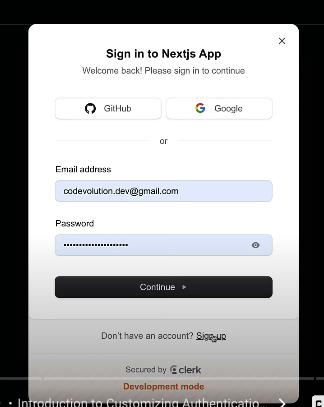 Sign in to Nextjs App
Welcome back! Please sign in to continue
GitHub
Google
or
Email address
codevolution.dev@gmail.com
Password
Continue
Don't have an account? Sign up
Secured by clerk
Development mode
• Introduction to Customizing Authenticatio